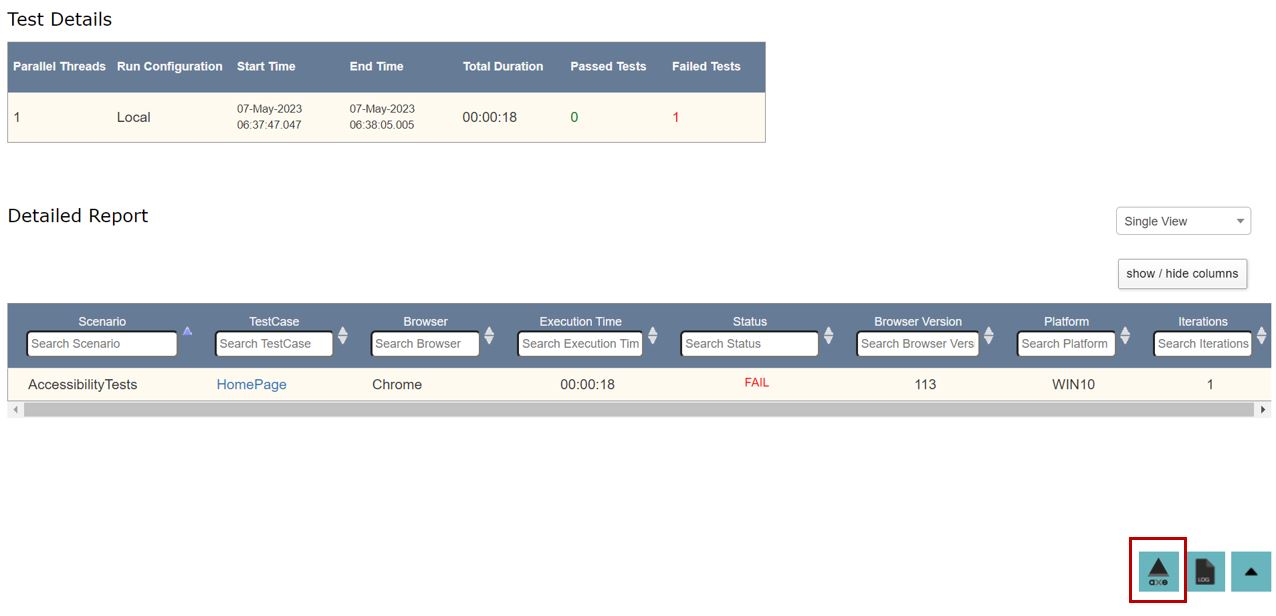 Test Details
Parallel Threads Run Configuration Start Time End Time Total Duration Passed Tests Failed Tests
1 Local 07-May-2023 06:37:47.047 07-May-2023 06:38:05.005 00:00:18 0 1
Detailed Report
Single View
show / hide columns
Scenario TestCase Browser Execution Time Status Browser Version Platform Iterations
Search Scenario Search TestCase Search Browser Search Execution Tim Search Status Search Browser Vers Search Platform Search Iterations
AccessibilityTests HomePage Chrome 00:00:18 FAIL 113 WIN10 1
axe LOG